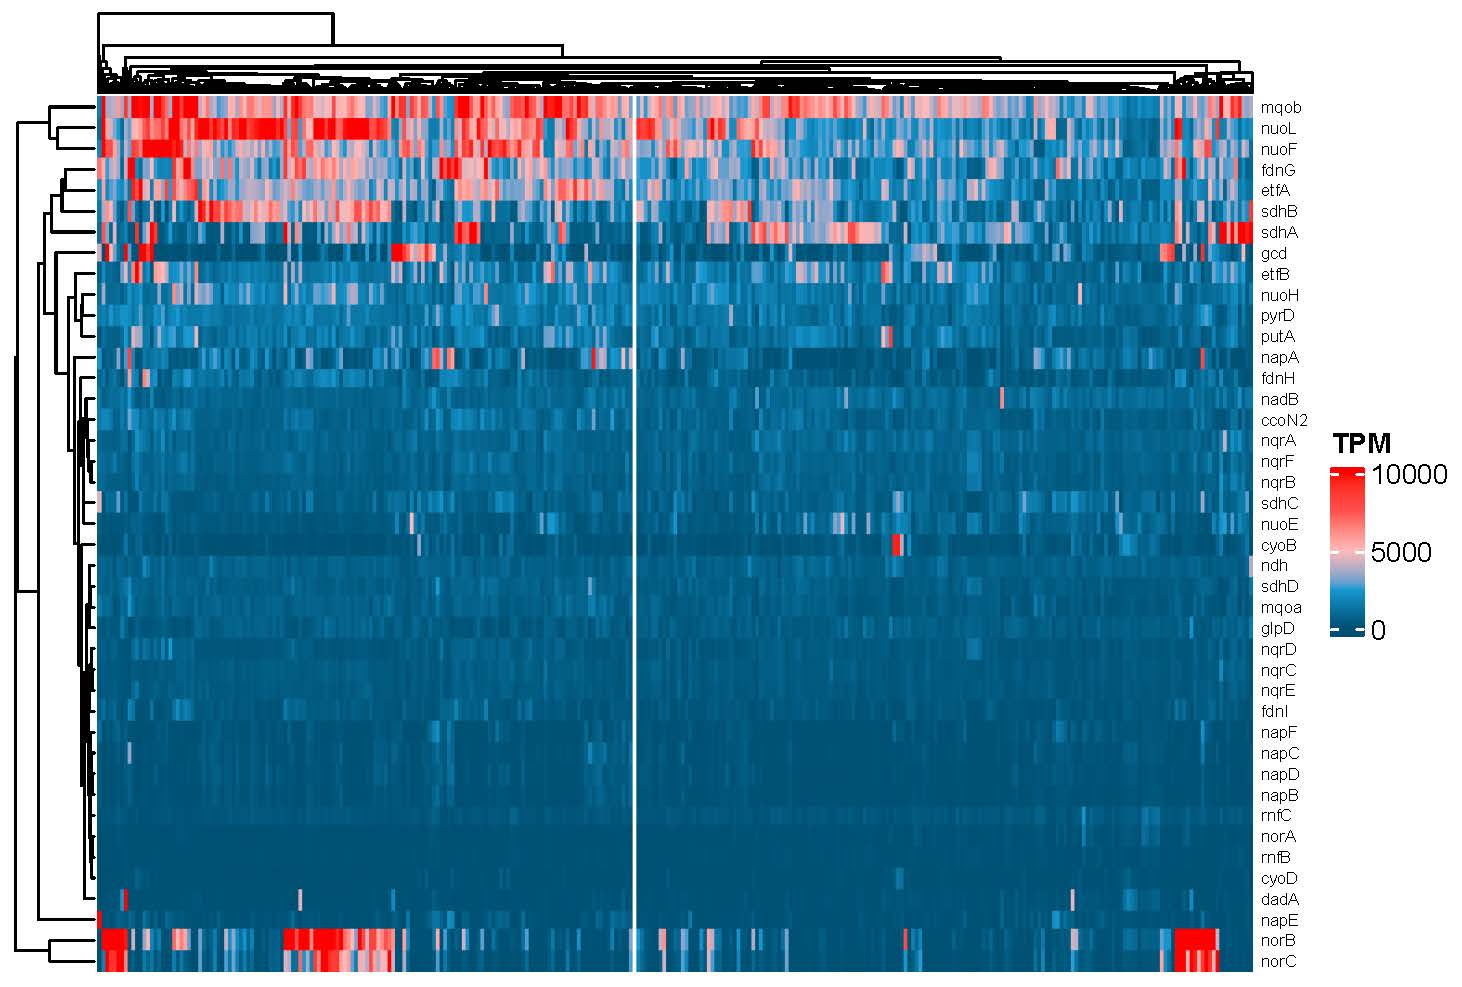 mqob
nuoL
nuoF
fdnG
etfA
sdhB
sdhA
gcd
etfB
nuoH
pyrD
putA
napA
fdnH
nadB
ccoN2
nqrA
nqrF
nqrB
sdhC
nuoE
cyoB
ndh
sdhD
mqoa
glpD
nqrD
nqrC
nqrE
fdnI
napF
napC
napD
napB
rnfC
norA
rnfB
cyoD
dadA
napE
norB
norC
TPM
10000
5000
0